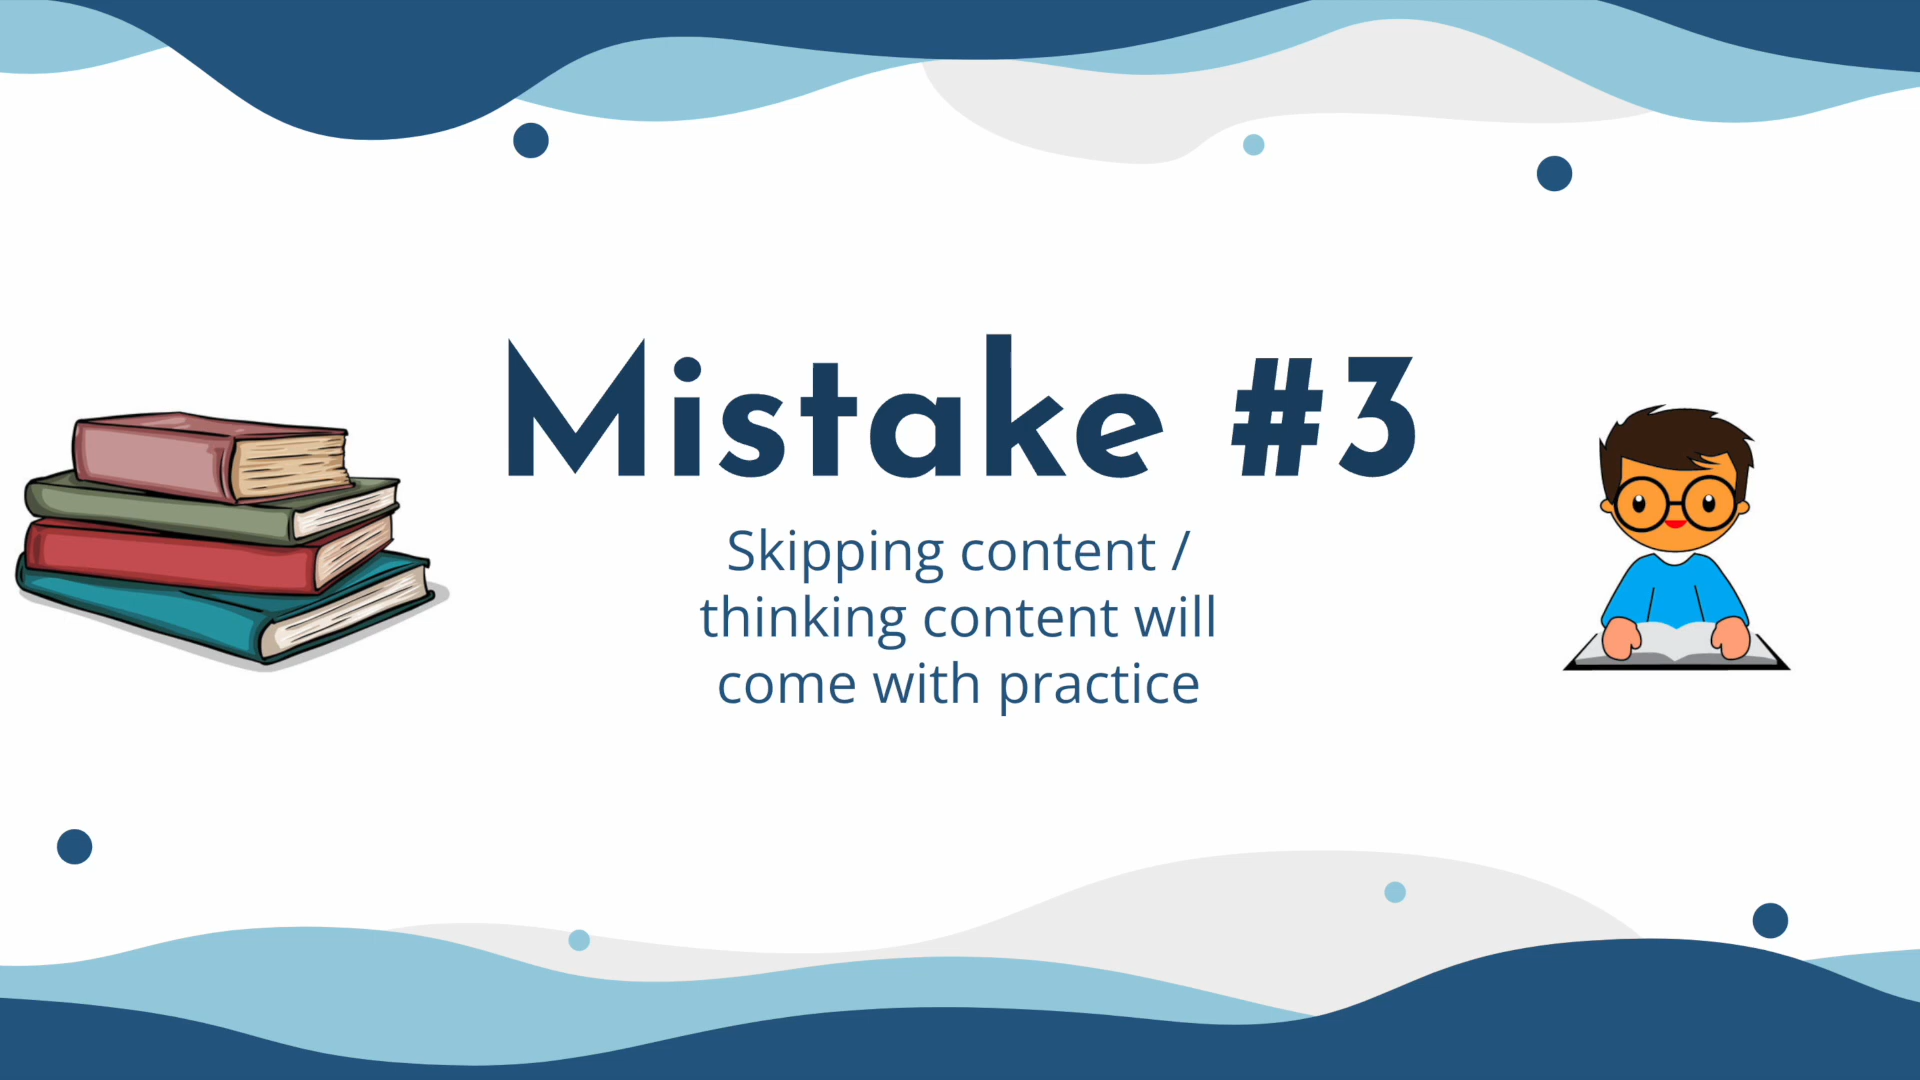 Mistake #3
Skipping content /
thinking content will
come with practice